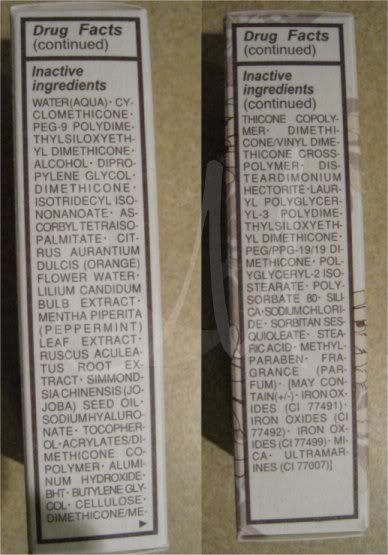 Drug Facts
(continued)
Inactive
ingredients
WATER(AQUA)· CY-
CLOMETHICONE·
PEG-9 POLYDIME-
THYLSILOXYETH-
YL DIMETHICONE·
ALCOHOL· DIPRO-
PYLENE GLYCOL·
DIMETHICONE·
ISOTRIDECYL ISO-
NONANOATE· AS-
CORBYL TETRAISO-
PALMITATE· CIT-
RUS AURANTIUM
DULCIS (ORANGE)
FLOWER WATER·
LILIUM CANDIDUM
BULB EXTRACT·
MENTHA PIPERITA
(PEPPERMINT)
LEAF EXTRACT·
RUSCUS ACULEA-
TUS ROOT EX-
TRACT· SIMMOND-
SIA CHINENSIS (JO-
JOBA) SEED OIL·
SODIUM HYALURO-
NATE· TOCOPHER-
OL·ACRYLATES/DI-
METHICONE CO-
POLYMER· ALUMI-
NUM HYDROXIDE·
BHT· BUTYLENE GLY-
COL· CELLULOSE·
DIMETHICONE/ME-
Drug Facts
(continued)
Inactive
ingredients
(continued)
THICONE COPOLY-
MER· DIMETHI-
CONE/VINYL DIME-
THICONE CROSS-
POLYMER· DIS-
TEARDIMONIUM
HECTORITE· LAUR-
YL POLYGLYCER-
YL-3 POLYDIME-
THYLSILOXYETH-
YL DIMETHICONE·
PEG/PPG-19/19 DI-
METHICONE· POL-
YGLYCERYL-2 ISO-
STEARATE· POLY-
SORBATE 80· SILI-
CA·SODIUM CHLORI-
DE· SORBITAN SES-
QUIOLEATE· STEA-
RIC ACID· METHYL-
PARABEN· FRA-
GRANCE (PAR-
FUM)· [MAY CON-
TAIN(+/-)· IRON OX-
IDES (CI 77491)·
IRON OXIDES (CI
77492)· IRON OX-
IDES (CI 77499)· MI-
CA· ULTRAMAR-
INES (CI 77007)]